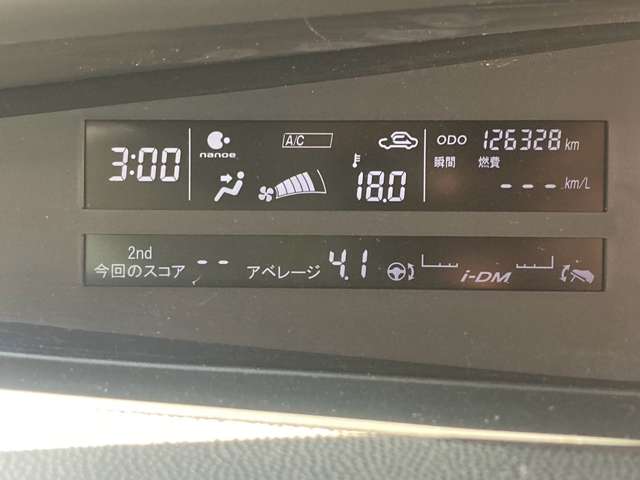 3:00 nanoe A/C 18.0 ODO 126328 km
瞬間 燃費 --- km/L
2nd
今回のスコア -- アベレージ 4.1 i-DM